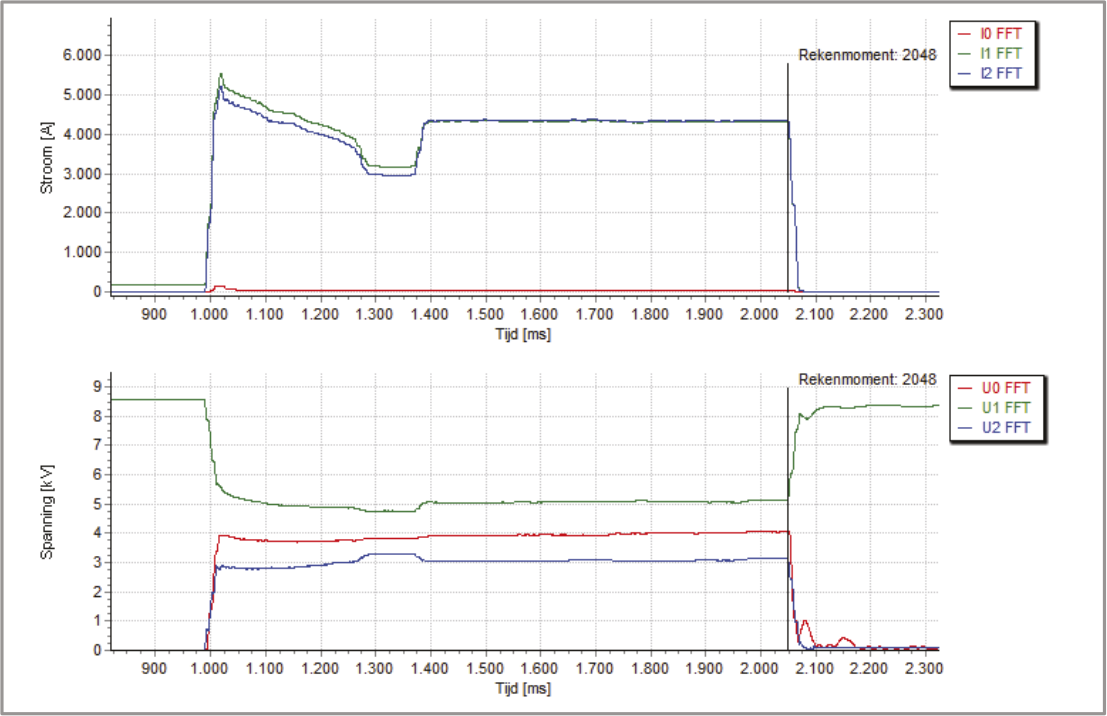 6.000
5.000
4.000
3.000
2.000
1.000
0
Stroom [A]
Rekenmoment: 2048
I0 FFT
I1 FFT
I2 FFT
900 1.000 1.100 1.200 1.300 1.400 1.500 1.600 1.700 1.800 1.900 2.000 2.100 2.200 2.300
Tijd [ms]
9
8
7
6
5
4
3
2
1
0
Spanning [kV]
Rekenmoment: 2048
U0 FFT
U1 FFT
U2 FFT
900 1.000 1.100 1.200 1.300 1.400 1.500 1.600 1.700 1.800 1.900 2.000 2.100 2.200 2.300
Tijd [ms]